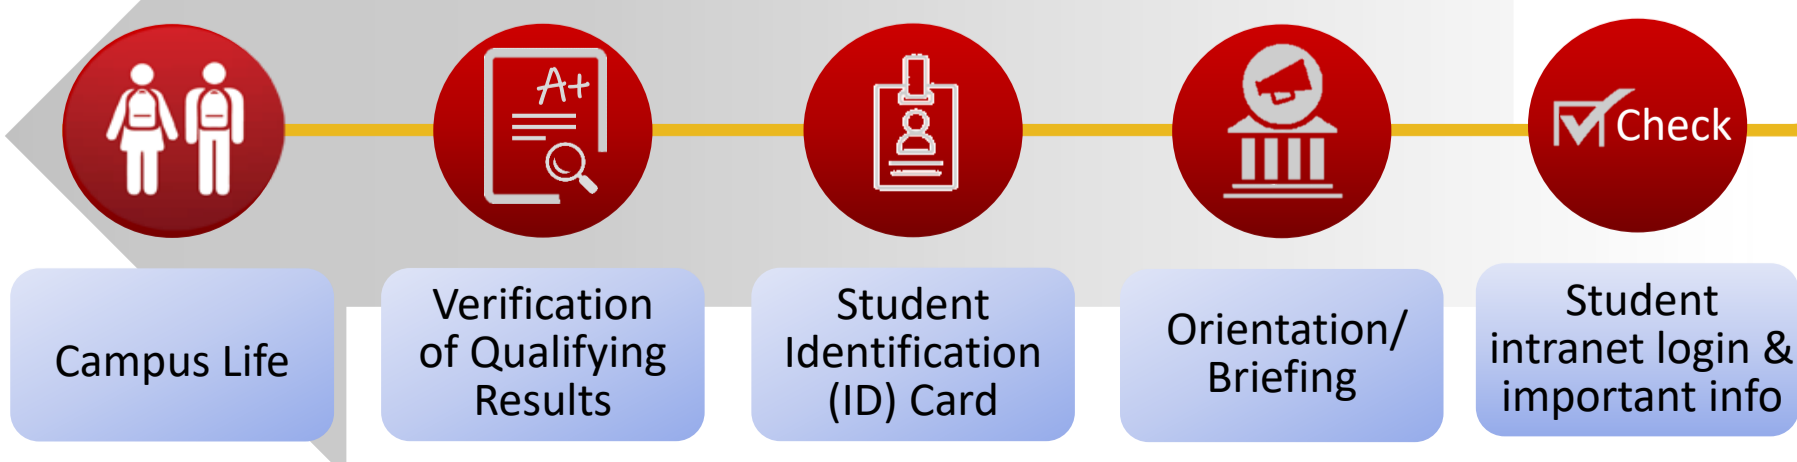 A+
Check
Campus Life
Verification
of Qualifying
Results
Student
Identification
(ID) Card
Orientation/
Briefing
Student
intranet login &
important info